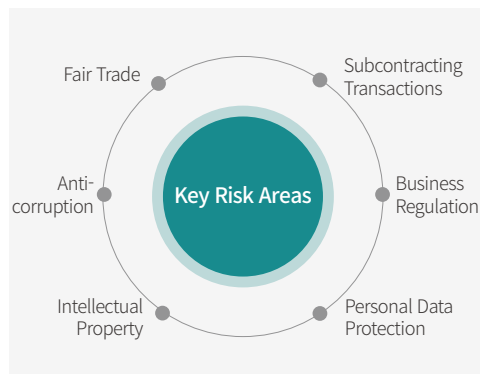 Fair Trade
Subcontracting
Transactions
Anti-
corruption
Key Risk Areas
Business
Regulation
Intellectual
Property
Personal Data
Protection